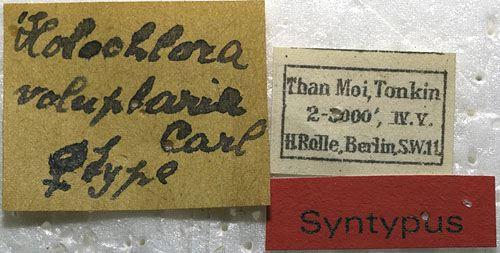 Holochlora
voluptaria
Carl
♀ type
Than Moi, Tonkin
2-3000', IV. V.
H. Rolle, Berlin, S.W. 11.
Syntypus